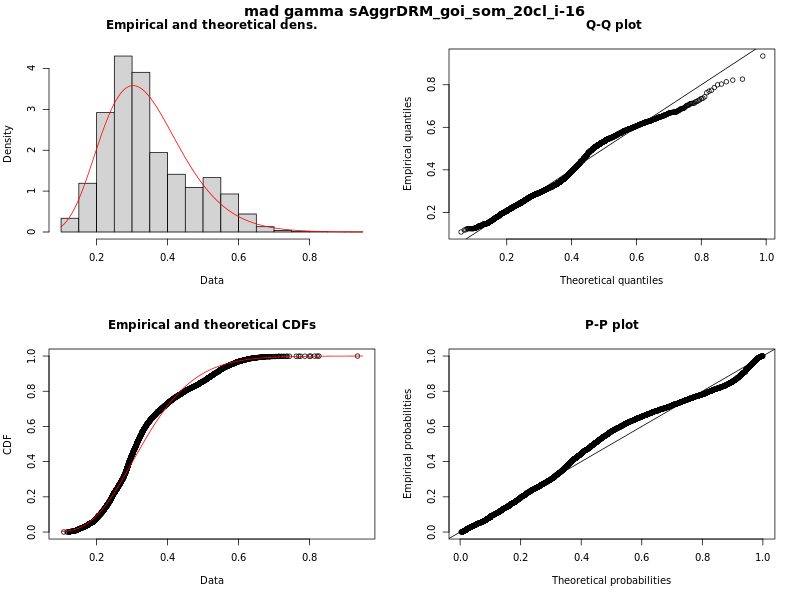 mad gamma sAggrDRM_goi_som_20cl_i-16
Empirical and theoretical dens.
Density
0 1 2 3 4
0.2 0.4 0.6 0.8
Data
Q-Q plot
Empirical quantiles
0.2 0.4 0.6 0.8
0.2 0.4 0.6 0.8 1.0
Theoretical quantiles
Empirical and theoretical CDFs
CDF
0.0 0.2 0.4 0.6 0.8 1.0
0.2 0.4 0.6 0.8
Data
P-P plot
Empirical probabilities
0.0 0.2 0.4 0.6 0.8 1.0
0.0 0.2 0.4 0.6 0.8 1.0
Theoretical probabilities